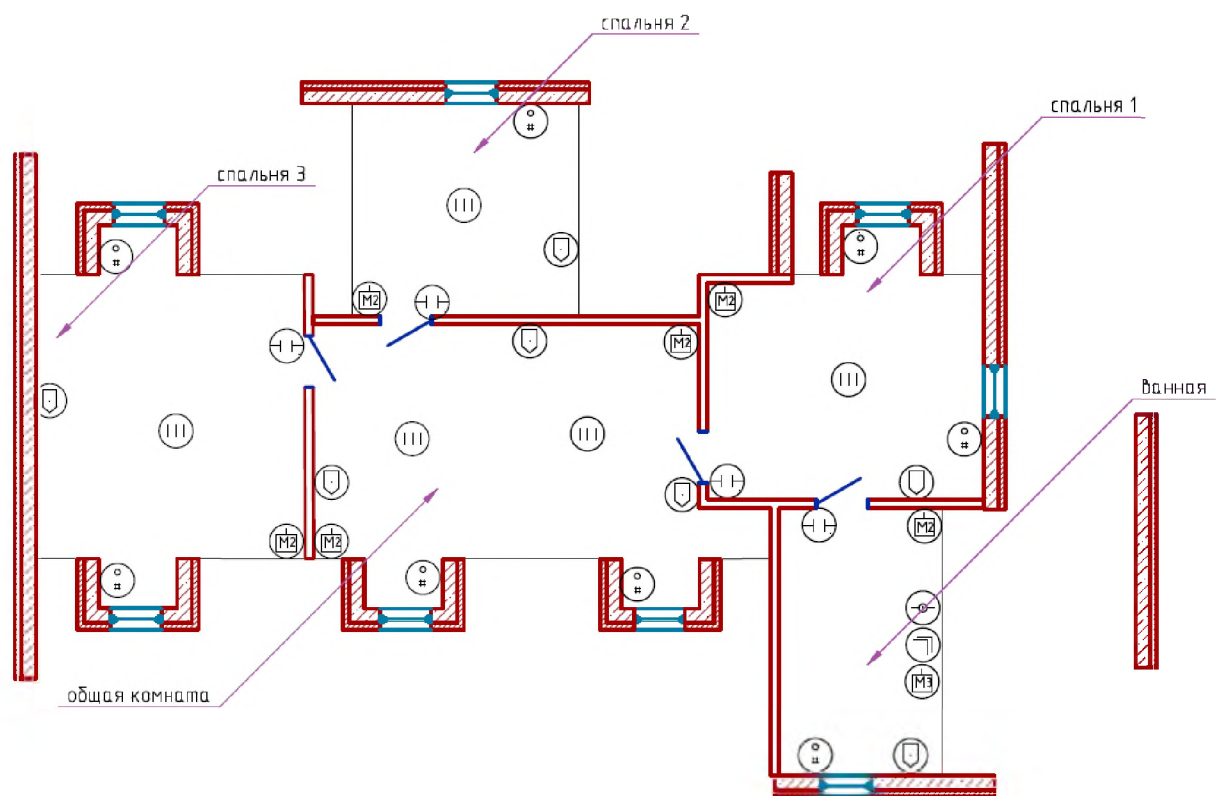 спальня 2
спальня 1
спальня 3
М2
М2
М2
Ванная
М2
М2
М2
М3
общая комната